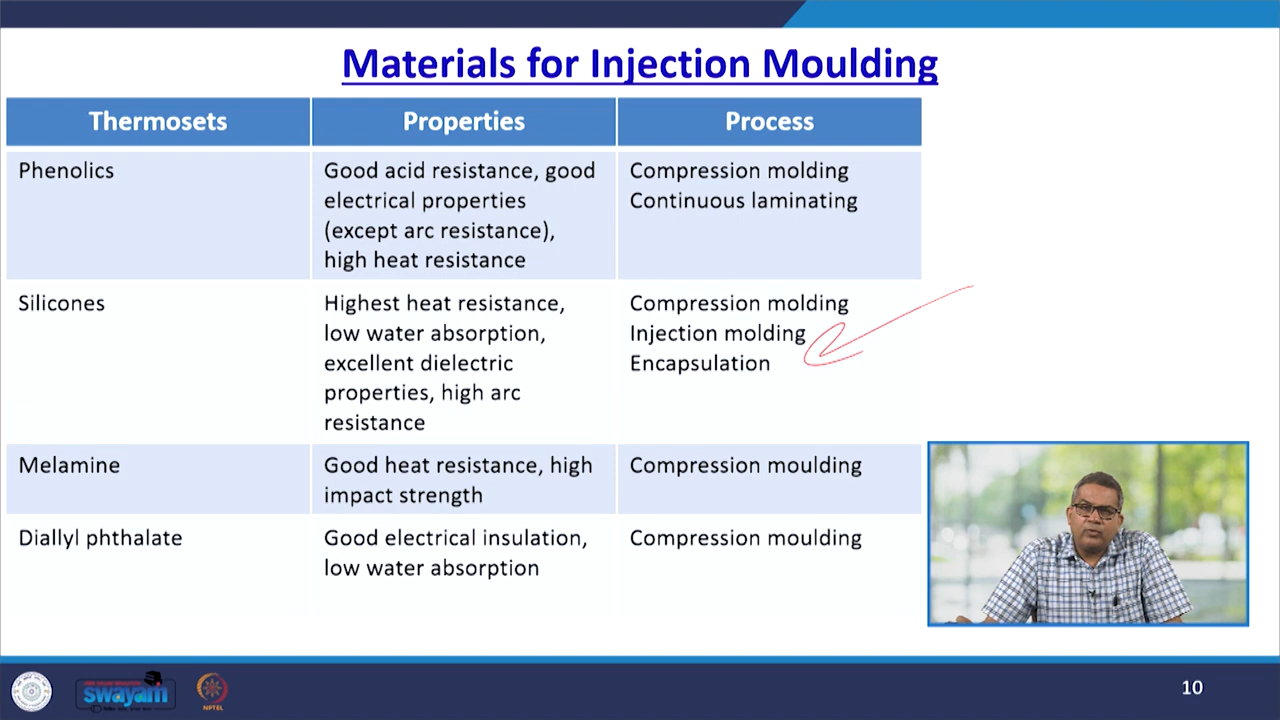 Materials for Injection Moulding
Thermosets
Properties
Process
Phenolics
Good acid resistance, good
electrical properties
(except arc resistance),
high heat resistance
Compression molding
Continuous laminating
Silicones
Highest heat resistance,
low water absorption,
excellent dielectric
properties, high arc
resistance
Compression molding
Injection molding
Encapsulation
Melamine
Good heat resistance, high
impact strength
Compression moulding
Diallyl phthalate
Good electrical insulation,
low water absorption
Compression moulding
swayam
NPTEL
10